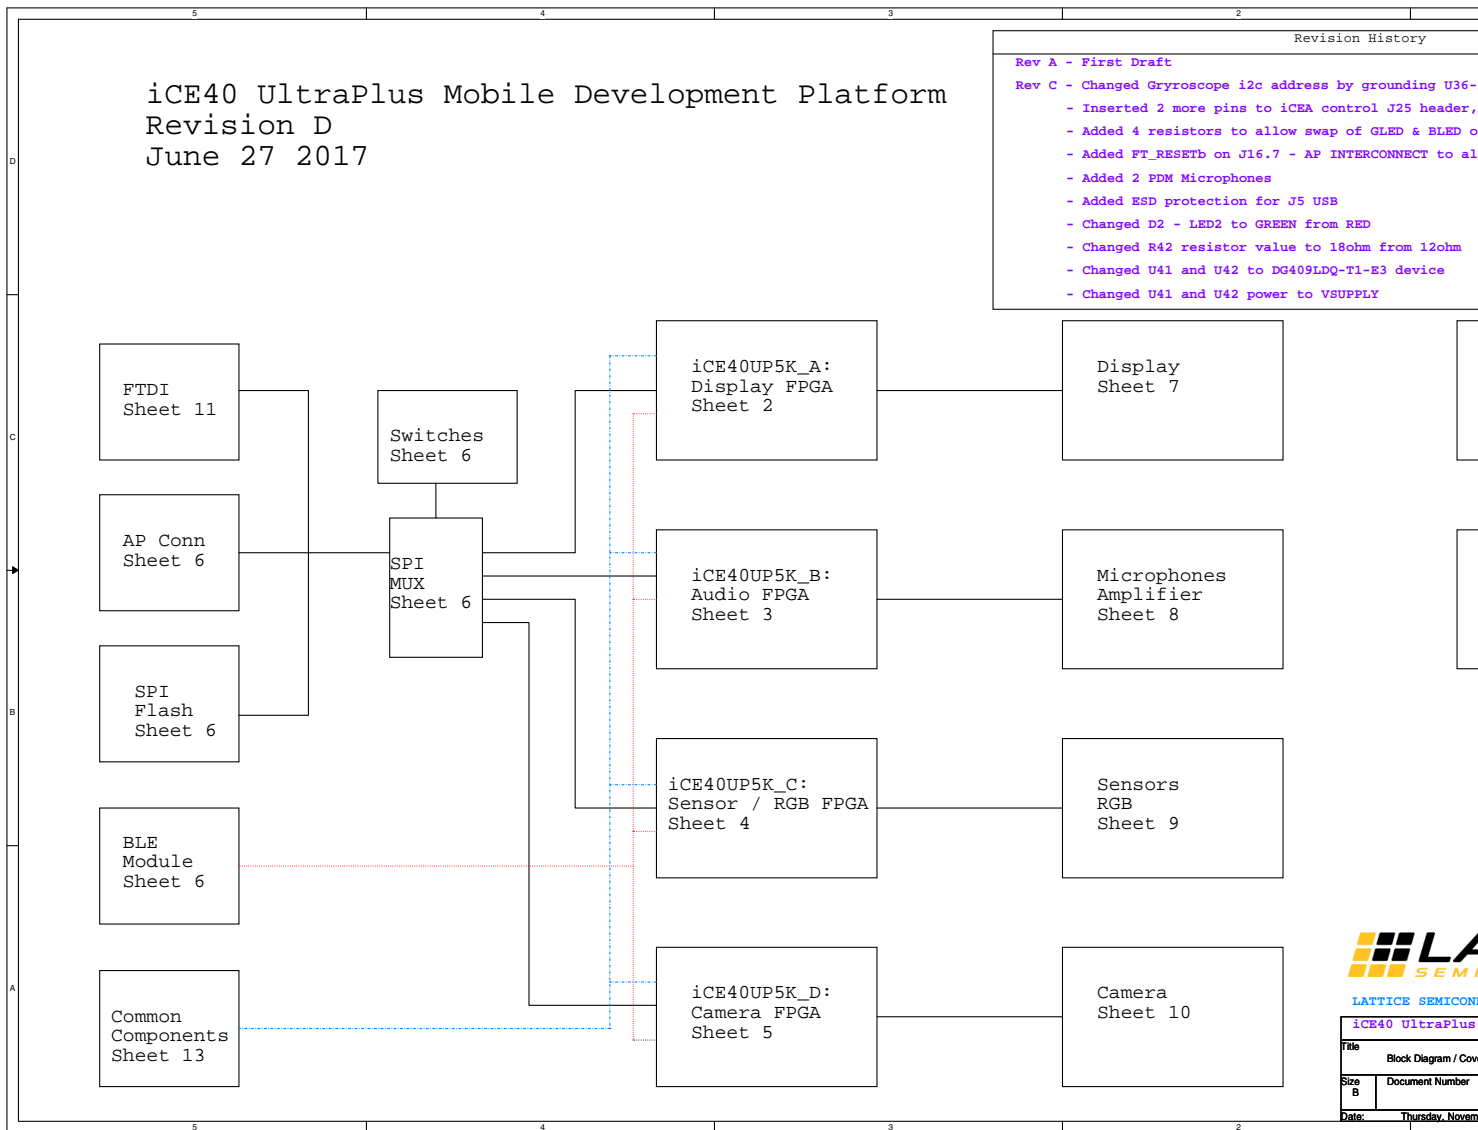 5
4
3
2
Revision History
Rev A - First Draft
Rev C - Changed Gryroscope i2c address by grounding U36-
- Inserted 2 more pins to iCEA control J25 header,
- Added 4 resistors to allow swap of GLED & BLED o
- Added FT_RESETb on J16.7 - AP INTERCONNECT to al
- Added 2 PDM Microphones
- Added ESD protection for J5 USB
- Changed D2 - LED2 to GREEN from RED
- Changed R42 resistor value to 18ohm from 12ohm
- Changed U41 and U42 to DG409LDQ-T1-E3 device
- Changed U41 and U42 power to VSUPPLY
iCE40 UltraPlus Mobile Development Platform
Revision D
June 27 2017
D
C
B
A
FTDI
Sheet 11
AP Conn
Sheet 6
SPI
Flash
Sheet 6
BLE
Module
Sheet 6
Common
Components
Sheet 13
Switches
Sheet 6
SPI
MUX
Sheet 6
iCE40UP5K_A:
Display FPGA
Sheet 2
iCE40UP5K_B:
Audio FPGA
Sheet 3
iCE40UP5K_C:
Sensor / RGB FPGA
Sheet 4
iCE40UP5K_D:
Camera FPGA
Sheet 5
Display
Sheet 7
Microphones
Amplifier
Sheet 8
Sensors
RGB
Sheet 9
Camera
Sheet 10
LA
SEMI
LATTICE SEMICON
iCE40 UltraPlus
Title
Block Diagram / Cov
Size
B
Document Number
Date:
Thursday, Novem
5
4
3
2